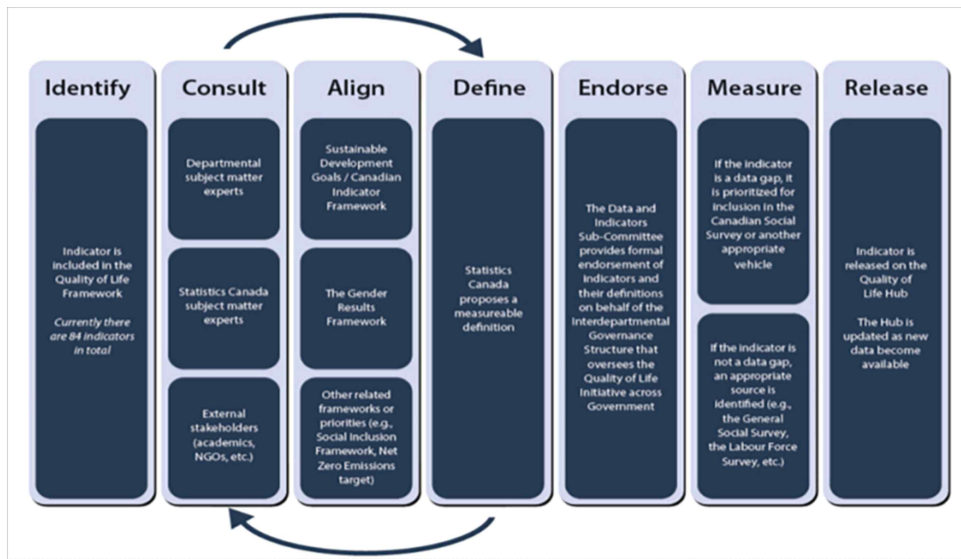 Identify
Indicator is
included in the
Quality of Life
Framework
Currently there
are 84 indicators
in total
Consult
Departmental
subject matter
experts
Statistics Canada
subject matter
experts
External
stakeholders
(academics,
NGOs, etc.)
Align
Sustainable
Development
Goals / Canadian
Indicator
Framework
The Gender
Results
Framework
Other related
frameworks or
priorities (e.g.,
Social Inclusion
Framework, Net
Zero Emissions
target)
Define
Statistics
Canada
proposes a
measureable
definition
Endorse
The Data and
Indicators
Sub-Committee
provides formal
endorsement of
Indicators and
their definitions
on behalf of the
Interdepartmental
Governance
Structure that
oversees the
Quality of Life
Initiative across
Government
Measure
If the indicator
is a data gap, it
is prioritized for
inclusion in the
Canadian Social
Survey or another
appropriate
vehicle
If the indicator is
not a data gap,
an appropriate
source is
identified (e.g.,
the General
Social Survey,
the Labour Force
Survey, etc.)
Release
Indicator is
released on the
Quality of
Life Hub
The Hub is
updated as new
data become
available